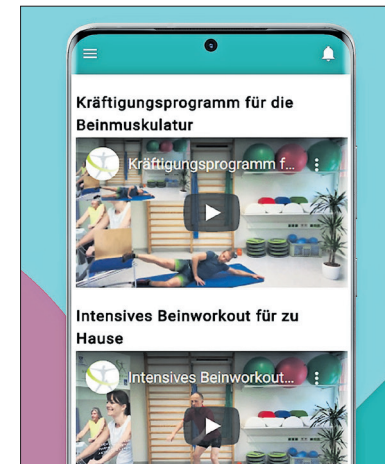 Kräftigungsprogramm für die
Beinmuskulatur
Kräftigungsprogramm f...
Intensives Beinworkout für zu
Hause
Intensives Beinworkout...